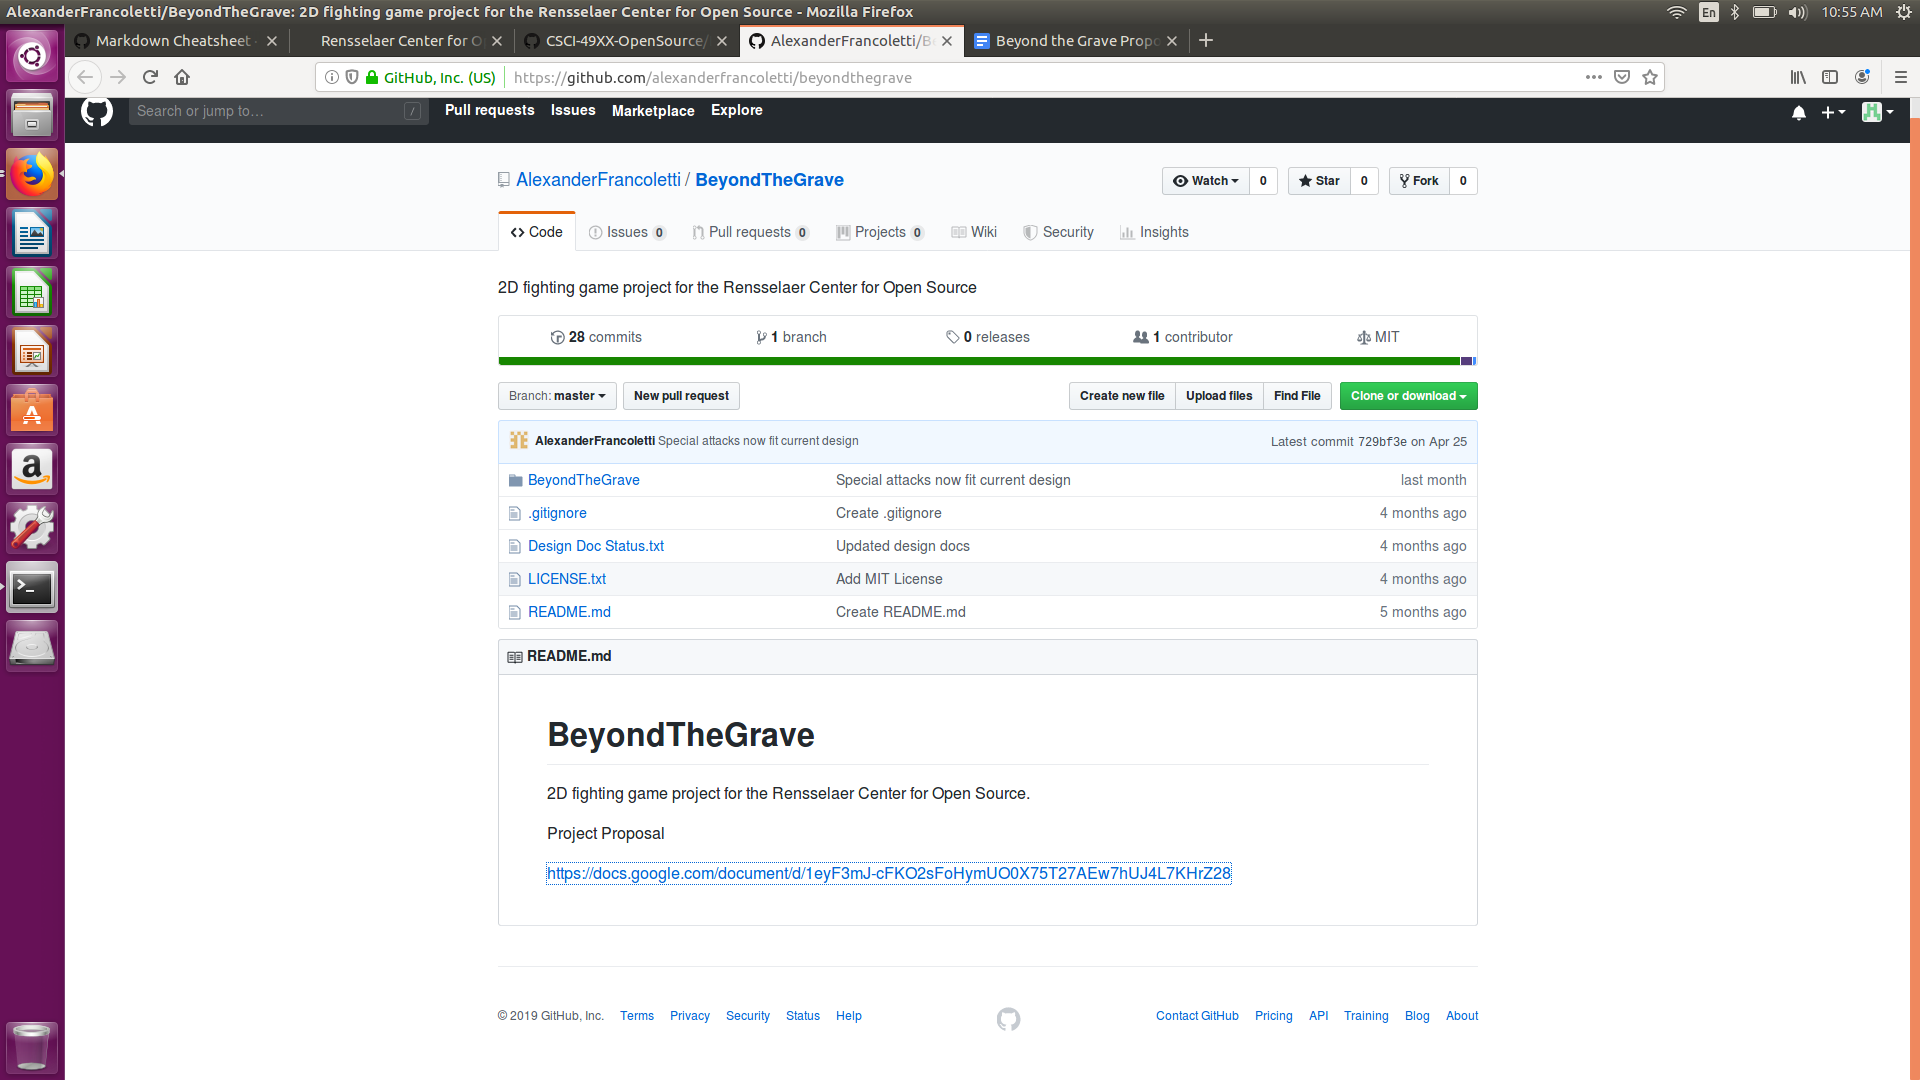 AlexanderFrancoletti/BeyondTheGrave: 2D fighting game project for the Rensselaer Center for Open Source - Mozilla Firefox
En
10:55 AM
Markdown Cheatsheet
Rensselaer Center for O
CSCI-49XX-OpenSource/
AlexanderFrancoletti/Be
Beyond the Grave Propo
GitHub, Inc. (US)
https://github.com/alexanderfrancoletti/beyondthegrave
Search or jump to…
/
Pull requests
Issues
Marketplace
Explore
AlexanderFrancoletti / BeyondTheGrave
Watch 0
Star 0
Fork 0
Code
Issues 0
Pull requests 0
Projects 0
Wiki
Security
Insights
2D fighting game project for the Rensselaer Center for Open Source
28 commits
1 branch
0 releases
1 contributor
MIT
Branch: master
New pull request
Create new file
Upload files
Find File
Clone or download
AlexanderFrancoletti Special attacks now fit current design
Latest commit 729bf3e on Apr 25
BeyondTheGrave Special attacks now fit current design last month
.gitignore Create .gitignore 4 months ago
Design Doc Status.txt Updated design docs 4 months ago
LICENSE.txt Add MIT License 4 months ago
README.md Create README.md 5 months ago
README.md
BeyondTheGrave
2D fighting game project for the Rensselaer Center for Open Source.
Project Proposal
https://docs.google.com/document/d/1eyF3mJ-cFKO2sFoHymUO0X75T27AEw7hUJ4L7KHrZ28
© 2019 GitHub, Inc.
Terms
Privacy
Security
Status
Help
Contact GitHub
Pricing
API
Training
Blog
About